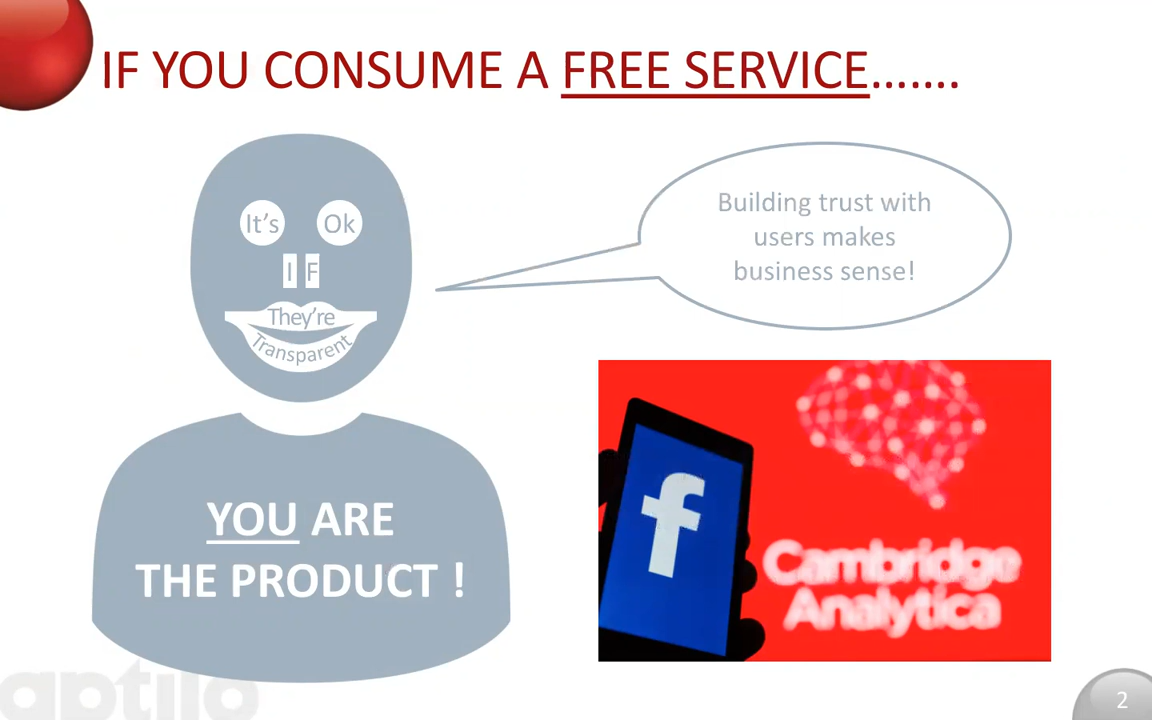 IF YOU CONSUME A FREE SERVICE.......
It's Ok
I F
They're
Transparent
Building trust with
users makes
business sense!
YOU ARE
THE PRODUCT !
f
Cambridge
Analytica
aptilo
2